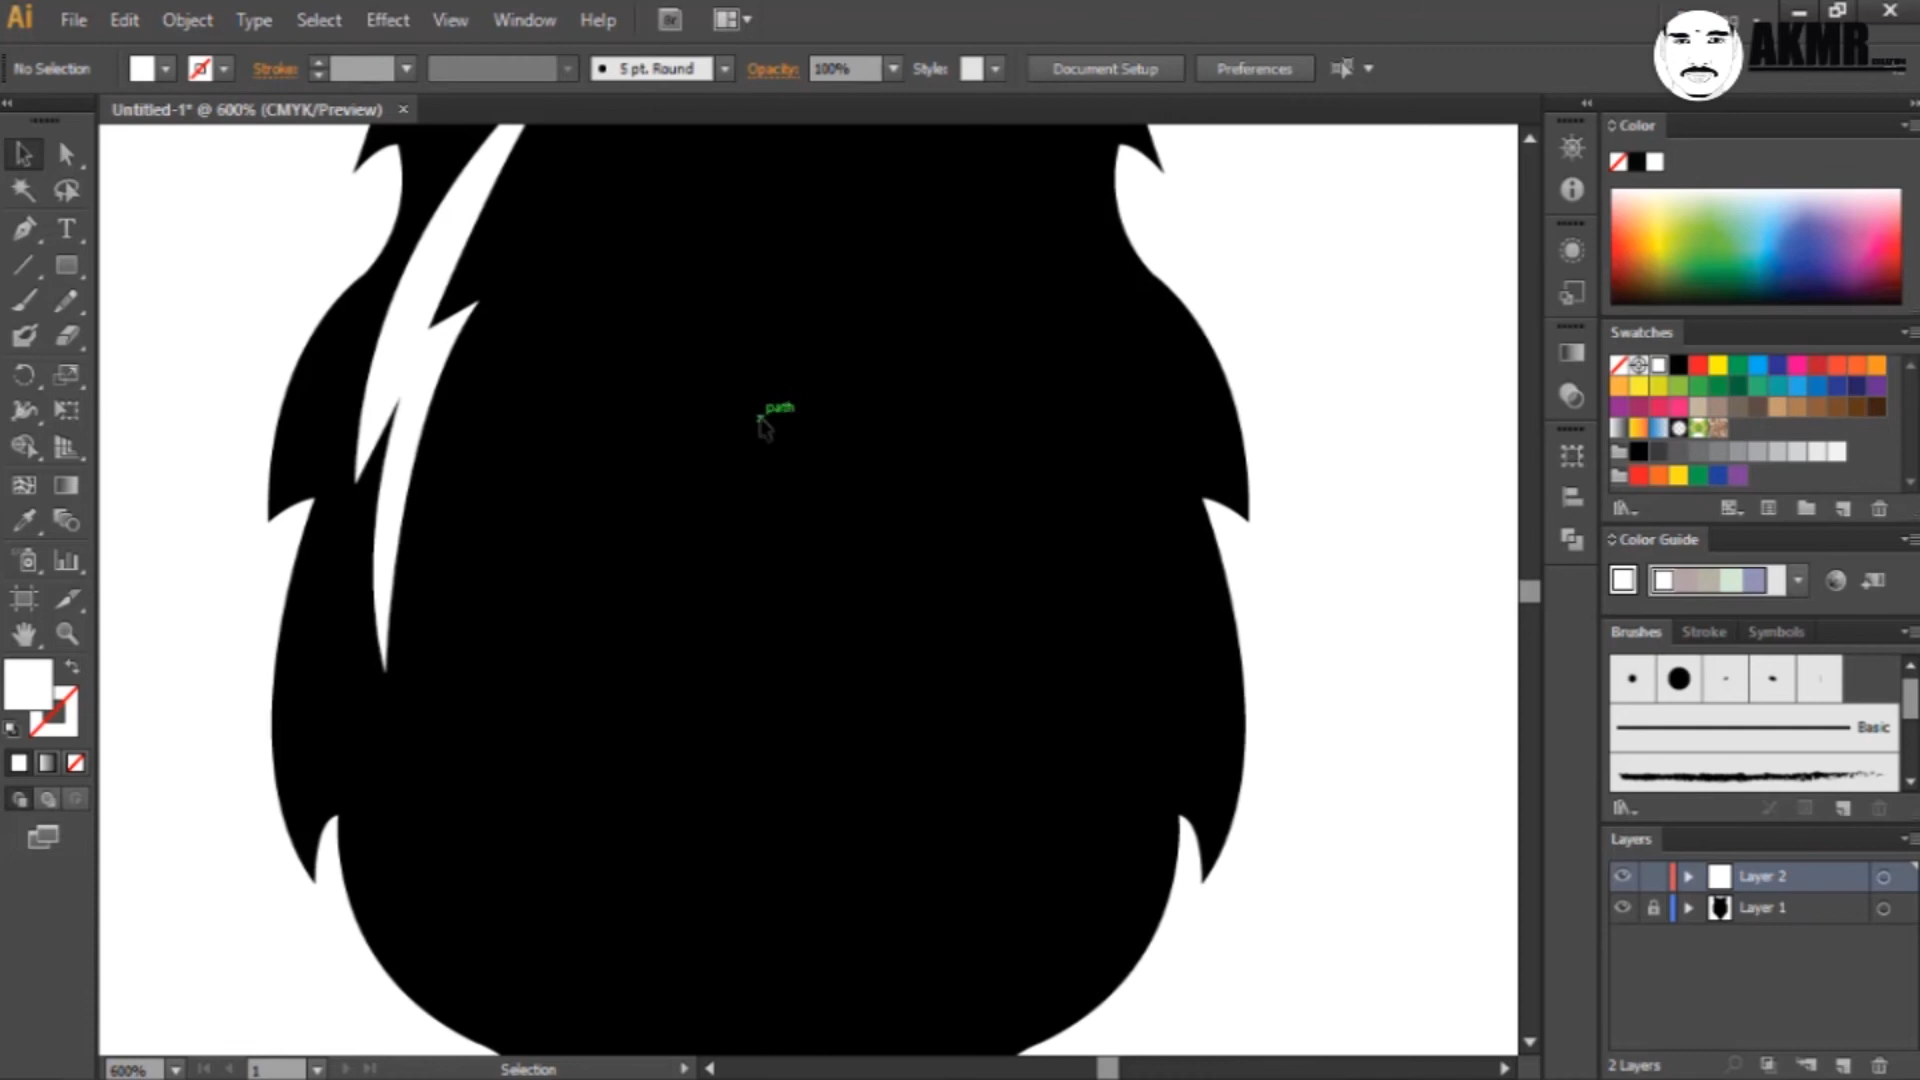 Ai File Edit Object Type Select Effect View Window Help Br
AKMR
No Selection Stroke: 5 pt. Round Opacity: 100% Style: Document Setup Preferences
Untitled-1* @ 600% (CMYK/Preview) ×
Color
path
Swatches
Color Guide
Brushes Stroke Symbols
Basic
Layers
Layer 2
Layer 1
2 Layers
600% 1 Selection